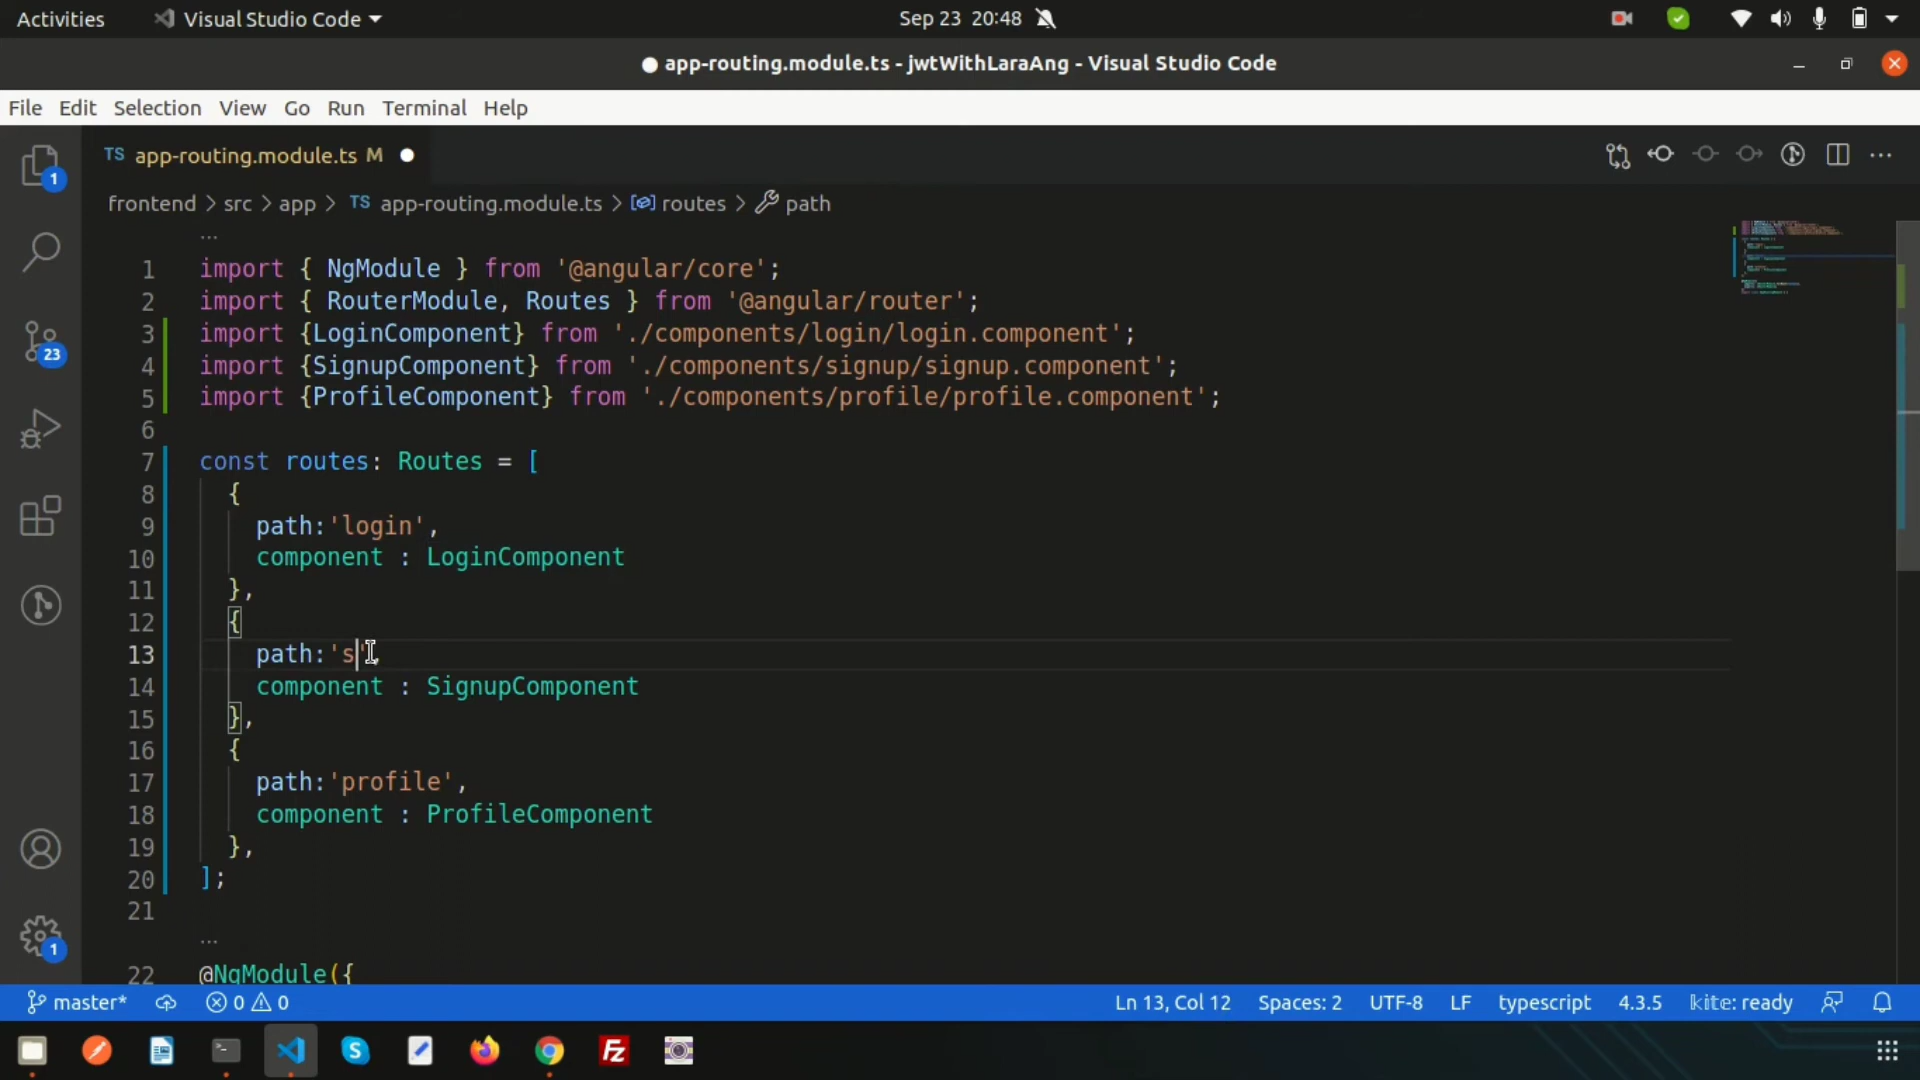 Activities Visual Studio Code Sep 23 20:48
app-routing.module.ts - jwtWithLaraAng - Visual Studio Code
File Edit Selection View Go Run Terminal Help
TS app-routing.module.ts M
frontend > src > app > TS app-routing.module.ts > routes > path
...
1 import { NgModule } from '@angular/core';
2 import { RouterModule, Routes } from '@angular/router';
3 import {LoginComponent} from './components/login/login.component';
4 import {SignupComponent} from './components/signup/signup.component';
5 import {ProfileComponent} from './components/profile/profile.component';
6
7 const routes: Routes = [
8 {
9 path:'login',
10 component : LoginComponent
11 },
12 {
13 path:'s',
14 component : SignupComponent
15 },
16 {
17 path:'profile',
18 component : ProfileComponent
19 },
20 ];
21
...
22 @NgModule({
1
23
1
master* 0 0 Ln 13, Col 12 Spaces: 2 UTF-8 LF typescript 4.3.5 kite: ready
Fz